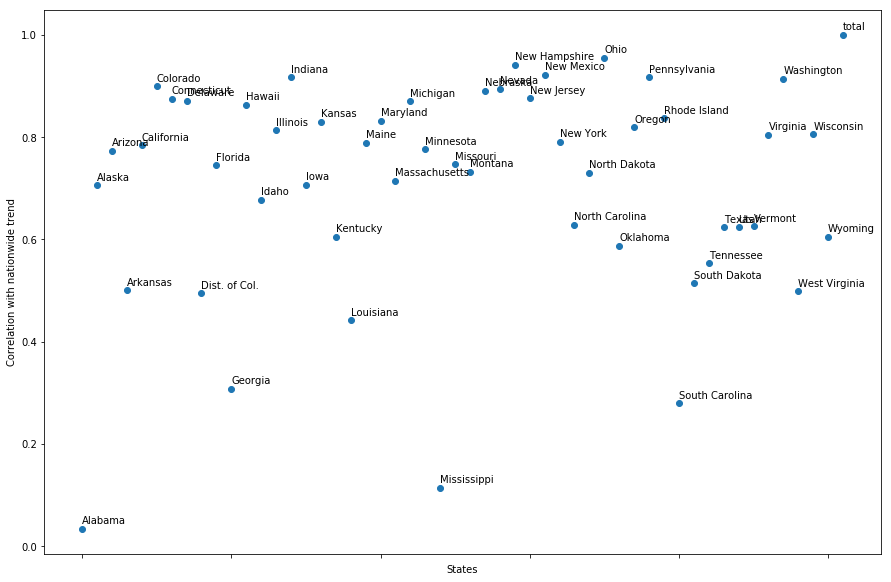 total
1.0
Ohio
New Hampshire
New Mexico
Indiana
Pennsylvania
Washington
Colorado
Nevada
Nebraska
Connecticut
Delaware
New Jersey
Michigan
Hawaii
Rhode Island
Kansas
Maryland
Oregon
Illinois
Virginia
Wisconsin
0.8
California
Maine
New York
Arizona
Minnesota
Florida
Missouri
Montana
North Dakota
Massachusetts
Alaska
Iowa
Idaho
North Carolina
Texas
Utah
Vermont
Kentucky
Wyoming
0.6
Oklahoma
Tennessee
South Dakota
Arkansas
Dist. of Col.
West Virginia
Louisiana
0.4
Georgia
South Carolina
0.2
Mississippi
Alabama
0.0
Correlation with nationwide trend
States